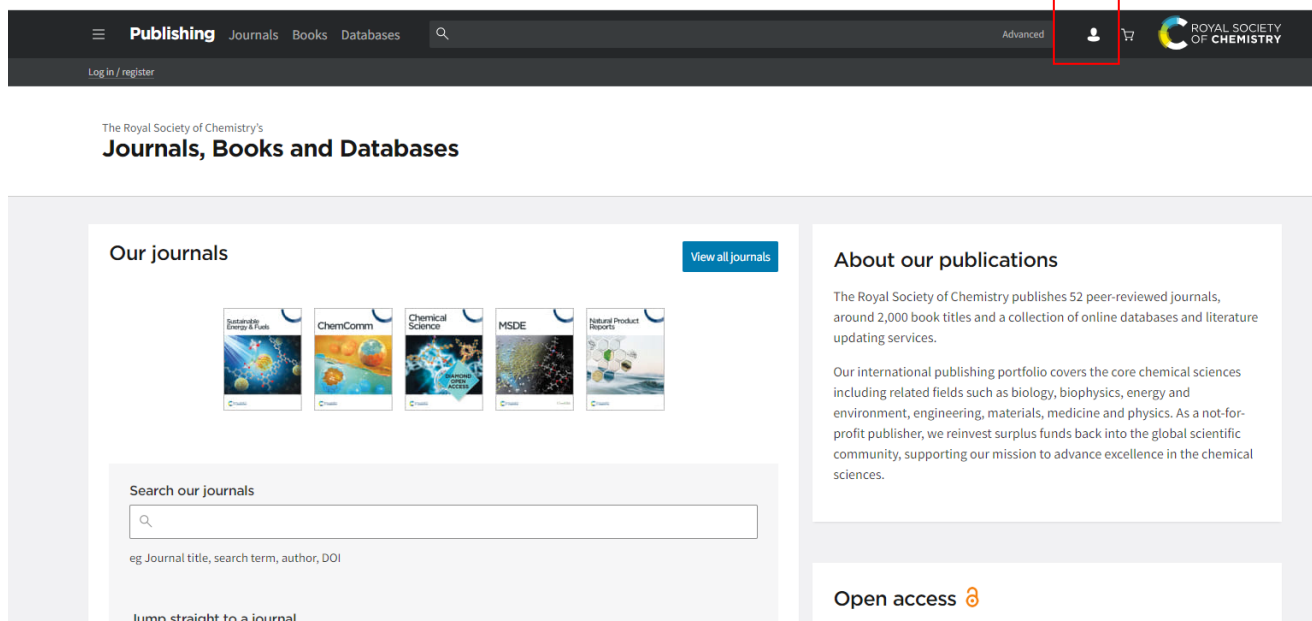 Publishing Journals Books Databases
Advanced
ROYAL SOCIETY
OF CHEMISTRY
Log in / register
The Royal Society of Chemistry's
Journals, Books and Databases
Our journals
View all journals
Sustainable
Energy & Fuels
ChemComm
Chemical
Science
DIAMOND
OPEN
ACCESS
MSDE
Natural Product
Reports
Search our journals
eg Journal title, search term, author, DOI
Jump straight to a journal
About our publications
The Royal Society of Chemistry publishes 52 peer-reviewed journals,
around 2,000 book titles and a collection of online databases and literature
updating services.
Our international publishing portfolio covers the core chemical sciences
including related fields such as biology, biophysics, energy and
environment, engineering, materials, medicine and physics. As a not-for-
profit publisher, we reinvest surplus funds back into the global scientific
community, supporting our mission to advance excellence in the chemical
sciences.
Open access